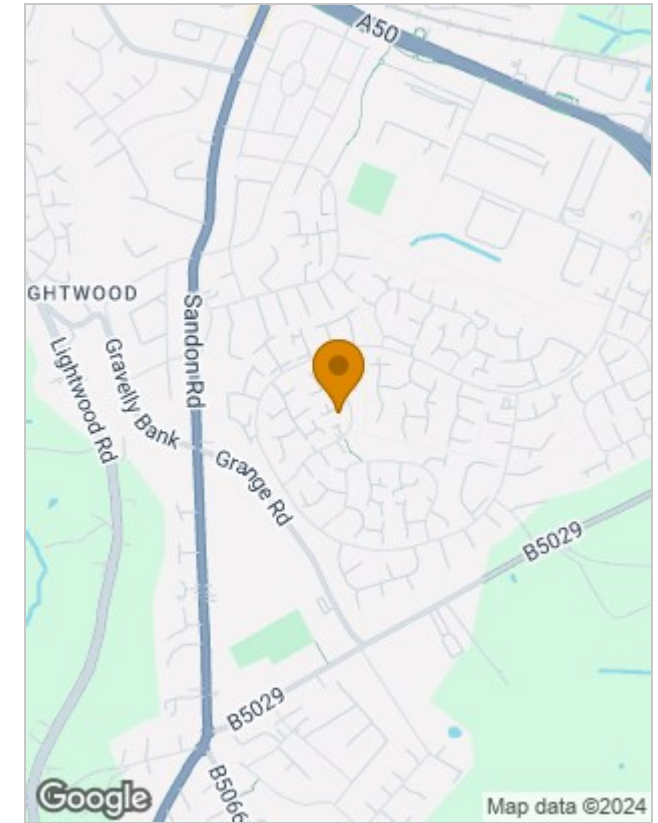 A50
GHTWOOD
Sandon Rd
Lightwood Rd
Gravelly Bank
Grange Rd
B5029
B5029
B5066
Google
Map data ©2024